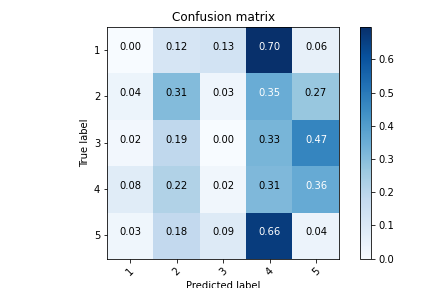 Confusion matrix
1 0.00 0.12 0.13 0.70 0.06
2 0.04 0.31 0.03 0.35 0.27
3 0.02 0.19 0.00 0.33 0.47
4 0.08 0.22 0.02 0.31 0.36
5 0.03 0.18 0.09 0.66 0.04
1 2 3 4 5
True label
Predicted label
0.6
0.5
0.4
0.3
0.2
0.1
0.0